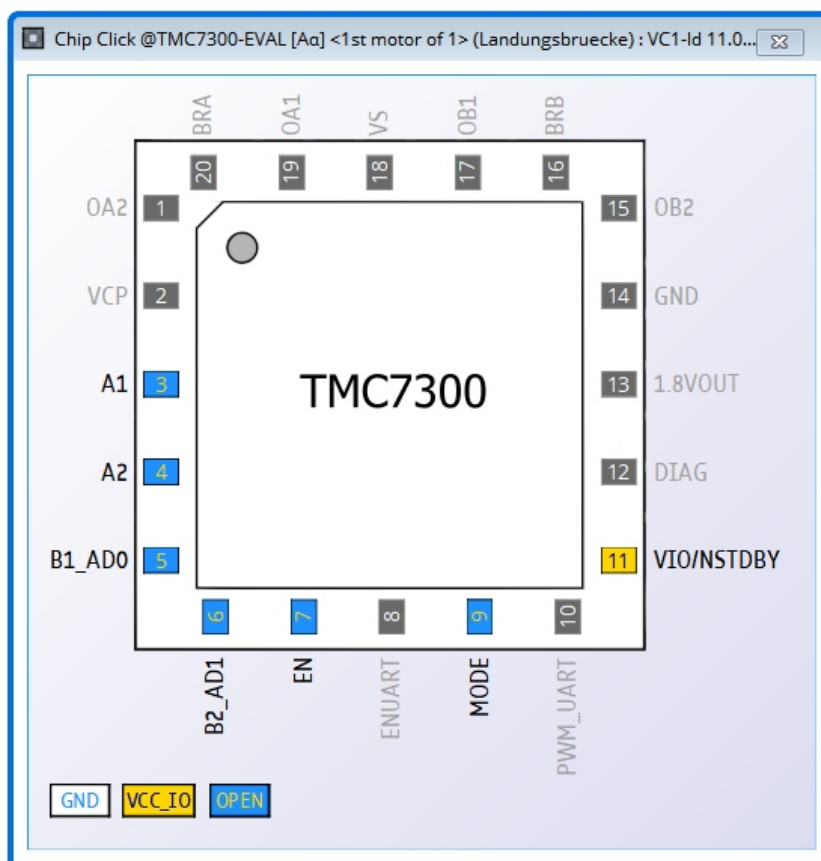 Chip Click @TMC7300-EVAL [Aα] <1st motor of 1> (Landungsbruecke) : VC1-Id 11.0...
BRA OA1 VS OB1 BRB
20 19 18 17 16
OA2 1 15 OB2
VCP 2 14 GND
A1 3 13 1.8VOUT
TMC7300
A2 4 12 DIAG
B1_AD0 5 11 VIO/NSTDBY
6 7 8 9 10
B2_AD1 EN ENUART MODE PWM_UART
GND VCC_IO OPEN